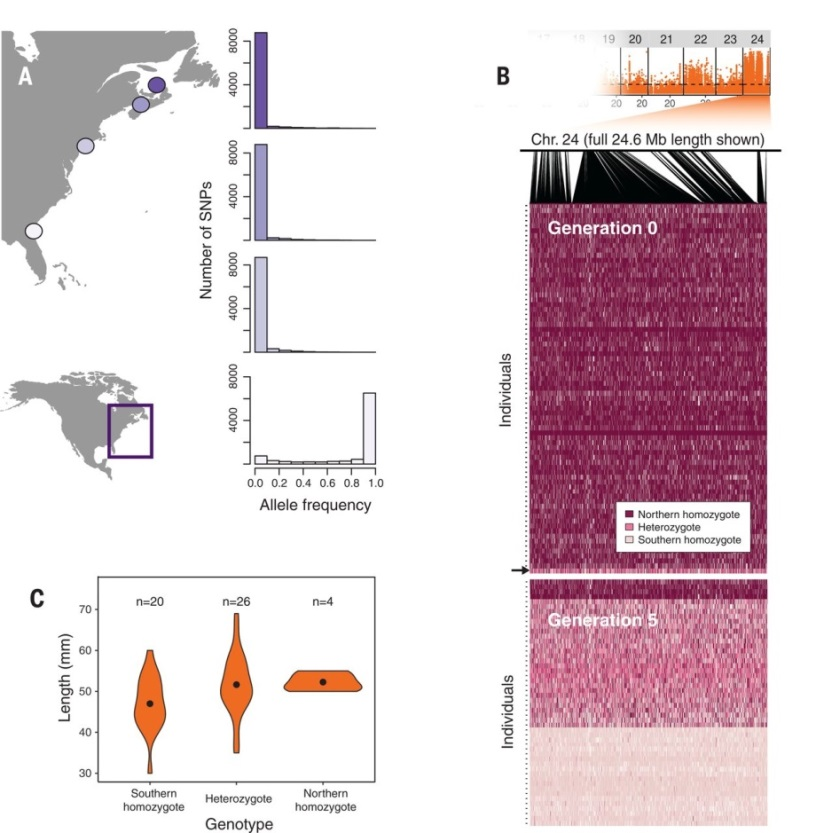 A
8000
4000
8000
4000
8000
4000
8000
4000
Number of SNPs
0.0 0.2 0.4 0.6 0.8 1.0
Allele frequency
B
17 18 19 20 21 22 23 24
20 20 20
Chr. 24 (full 24.6 Mb length shown)
Generation 0
Individuals
Northern homozygote
Heterozygote
Southern homozygote
Generation 5
Individuals
C
n=20 n=26 n=4
70
60
50
40
30
Length (mm)
Southern homozygote
Heterozygote
Northern homozygote
Genotype